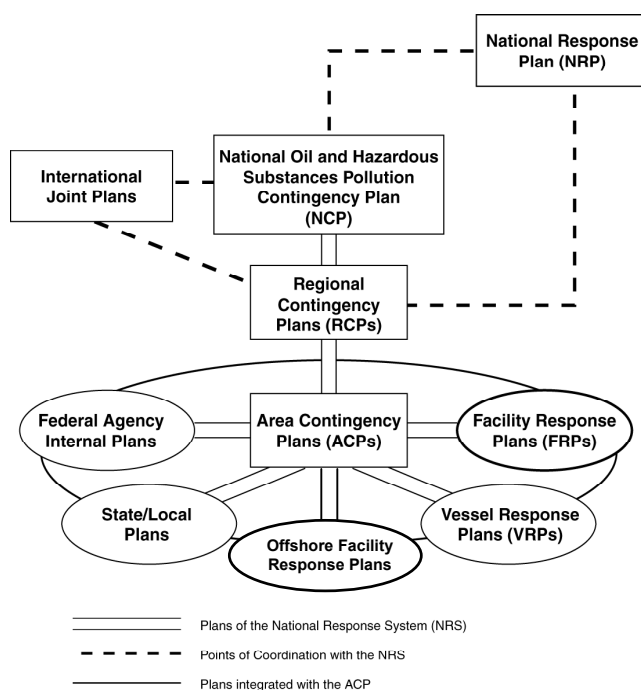 National Response
Plan (NRP)
National Oil and Hazardous
Substances Pollution
Contingency Plan
(NCP)
International
Joint Plans
Regional
Contingency
Plans (RCPs)
Federal Agency
Internal Plans
Area Contingency
Plans (ACPs)
Facility Response
Plans (FRPs)
State/Local
Plans
Offshore Facility
Response Plans
Vessel Response
Plans (VRPs)
Plans of the National Response System (NRS)
Points of Coordination with the NRS
Plans integrated with the ACP